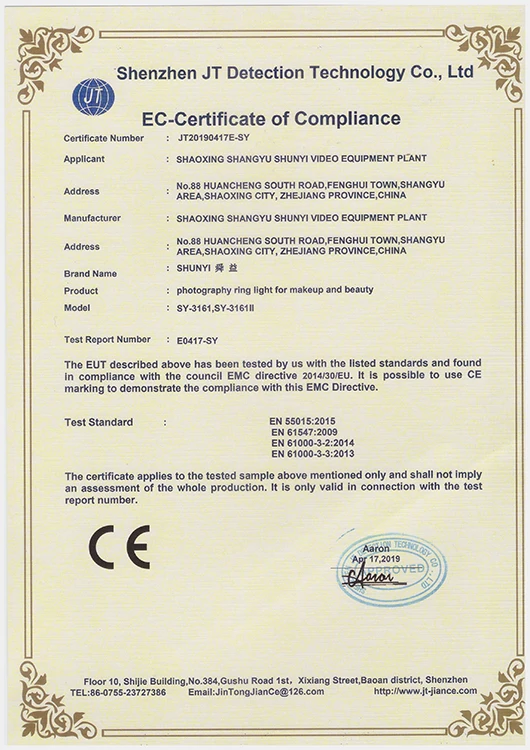 Shenzhen JT Detection Technology Co., Ltd
JT
EC-Certificate of Compliance
Certificate Number : JT20190417E-SY
Applicant : SHAOXING SHANGYU SHUNYI VIDEO EQUIPMENT PLANT
Address : No.88 HUANCHENG SOUTH ROAD,FENGHUI TOWN,SHANGYU
AREA,SHAOXING CITY, ZHEJIANG PROVINCE,CHINA
Manufacturer : SHAOXING SHANGYU SHUNYI VIDEO EQUIPMENT PLANT
Address : No.88 HUANCHENG SOUTH ROAD,FENGHUI TOWN,SHANGYU
AREA,SHAOXING CITY, ZHEJIANG PROVINCE,CHINA
Brand Name : SHUNYI 舜 益
Product : photography ring light for makeup and beauty
Model : SY-3161,SY-3161II
Test Report Number : E0417-SY
The EUT described above has been tested by us with the listed standards and found
in compliance with the council EMC directive 2014/30/EU. It is possible to use CE
marking to demonstrate the compliance with this EMC Directive.
Test Standard : EN 55015:2015
EN 61547:2009
EN 61000-3-2:2014
EN 61000-3-3:2013
The certificate applies to the tested sample above mentioned only and shall not imply
an assessment of the whole production. It is only valid in connection with the test
report number.
CE
TECHNOLOGY CO., LTD
Aaron
Apr 17,2019
APPROVED
Aaron
Floor 10, Shijie Building,No.384,Gushu Road 1st, Xixiang Street,Baoan district, Shenzhen
TEL:86-0755-23727386 Email:JinTongJianCe@126.com http://www.jt-jiance.com